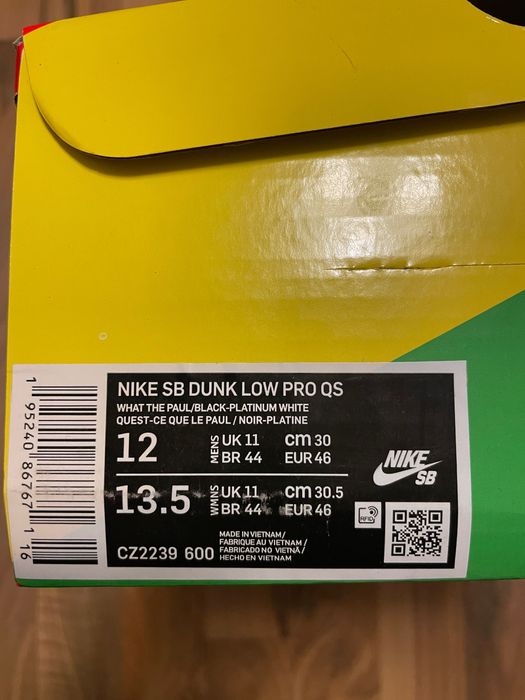 NIKE SB DUNK LOW PRO QS
WHAT THE PAUL/BLACK-PLATINUM WHITE
QUEST-CE QUE LE PAUL / NOIR-PLATINE
12 MENS UK 11 cm 30
BR 44 EUR 46
13.5 WMNS UK 11 cm 30.5
BR 44 EUR 46
NIKE
SB
RFID
MADE IN VIETNAM/
FABRIQUE AU VIETNAM /
FABRICADO NO VIETNÃ/
HECHO EN VIETNAM
CZ2239 600
1 95240 86767 1 16